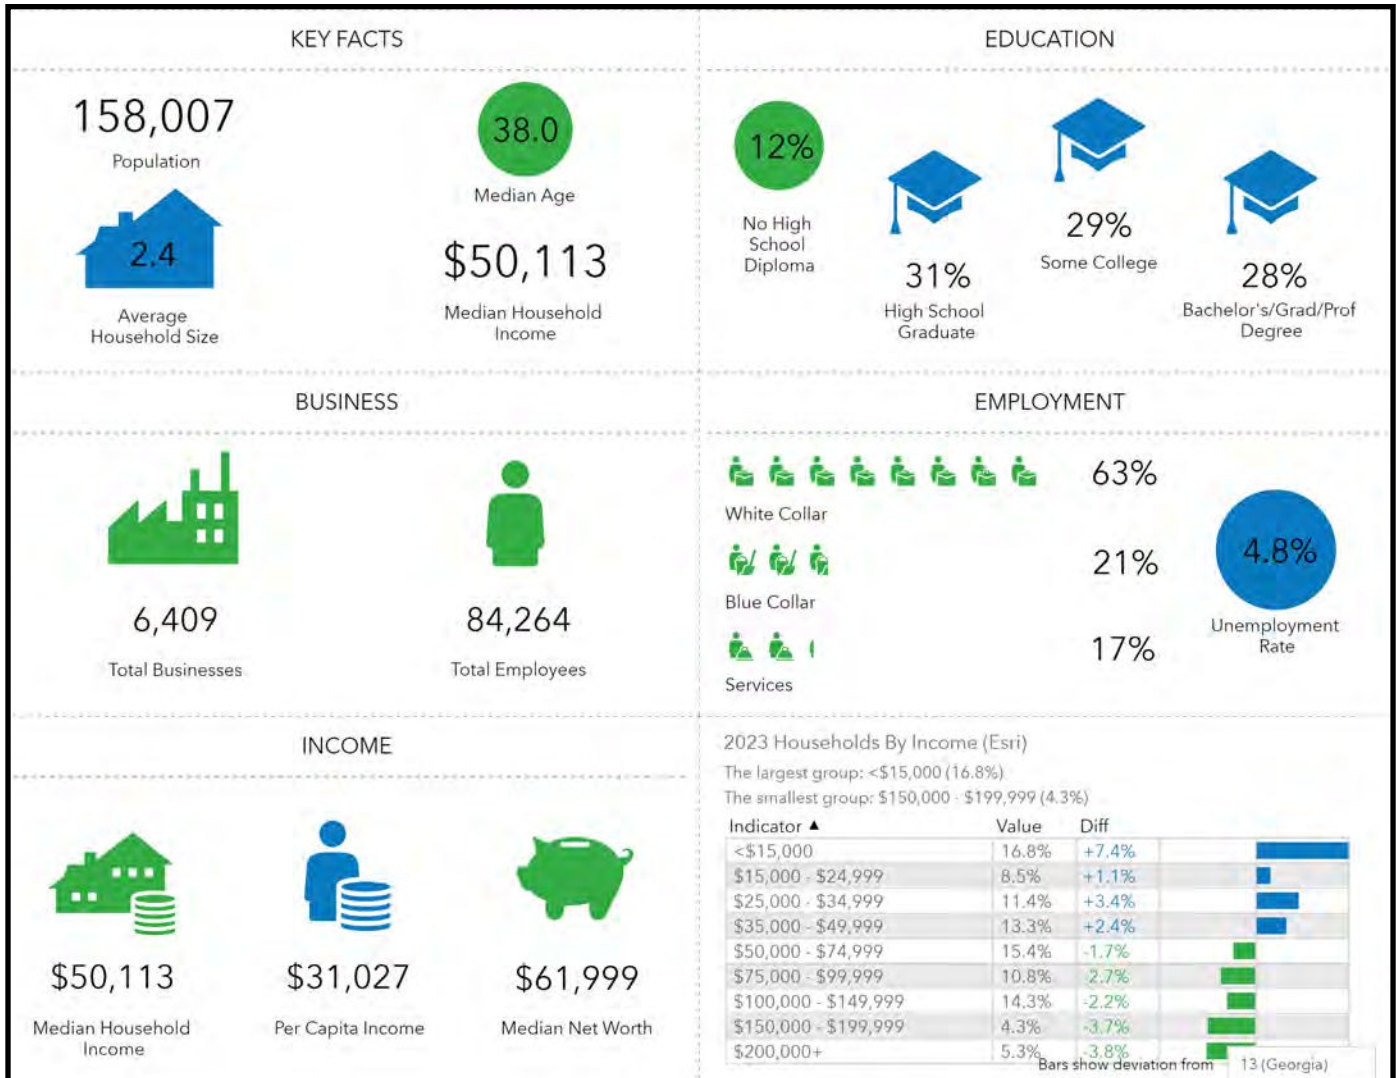 KEY FACTS
158,007
Population
2.4
Average
Household Size
38.0
Median Age
$50,113
Median Household
Income
EDUCATION
12%
No High
School
Diploma
31%
High School
Graduate
29%
Some College
28%
Bachelor's/Grad/Prof
Degree
BUSINESS
6,409
Total Businesses
84,264
Total Employees
EMPLOYMENT
63%
White Collar
21%
Blue Collar
17%
Services
4.8%
Unemployment
Rate
INCOME
$50,113
Median Household
Income
$31,027
Per Capita Income
$61,999
Median Net Worth
2023 Households By Income (Esri)
The largest group: <$15,000 (16.8%)
The smallest group: $150,000 - $199,999 (4.3%)
Indicator ▲ Value Diff
<$15,000 16.8% +7.4%
$15,000 - $24,999 8.5% +1.1%
$25,000 - $34,999 11.4% +3.4%
$35,000 - $49,999 13.3% +2.4%
$50,000 - $74,999 15.4% -1.7%
$75,000 - $99,999 10.8% -2.7%
$100,000 - $149,999 14.3% -2.2%
$150,000 - $199,999 4.3% -3.7%
$200,000+ 5.3% -3.8%
Bars show deviation from 13 (Georgia)